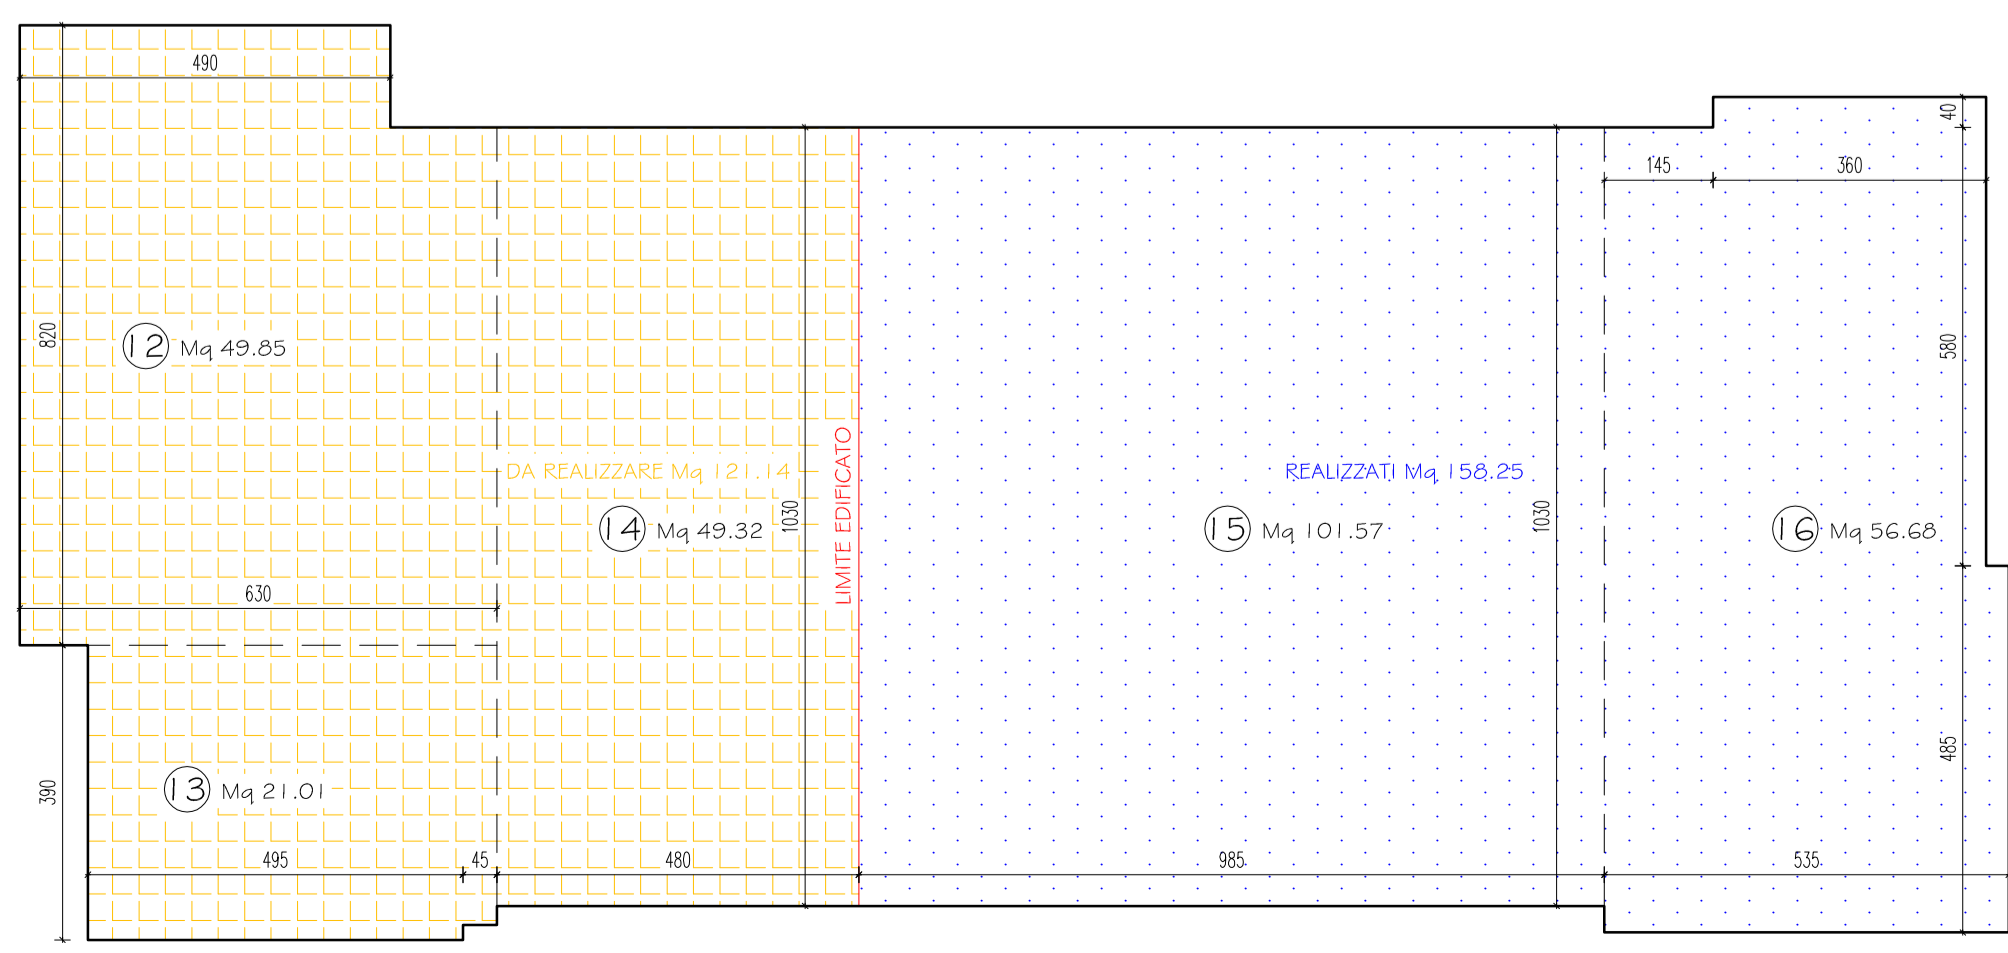 490
40
145
360
820
12 Mq 49.85
580
DA REALIZZARE Mq 121.14
REALIZZATI Mq 158.25
LIMITE EDIFICATO
1030
1030
14 Mq 49.32
15 Mq 101.57
16 Mq 56.68
630
485
390
13 Mq 21.01
495
45
480
985
535